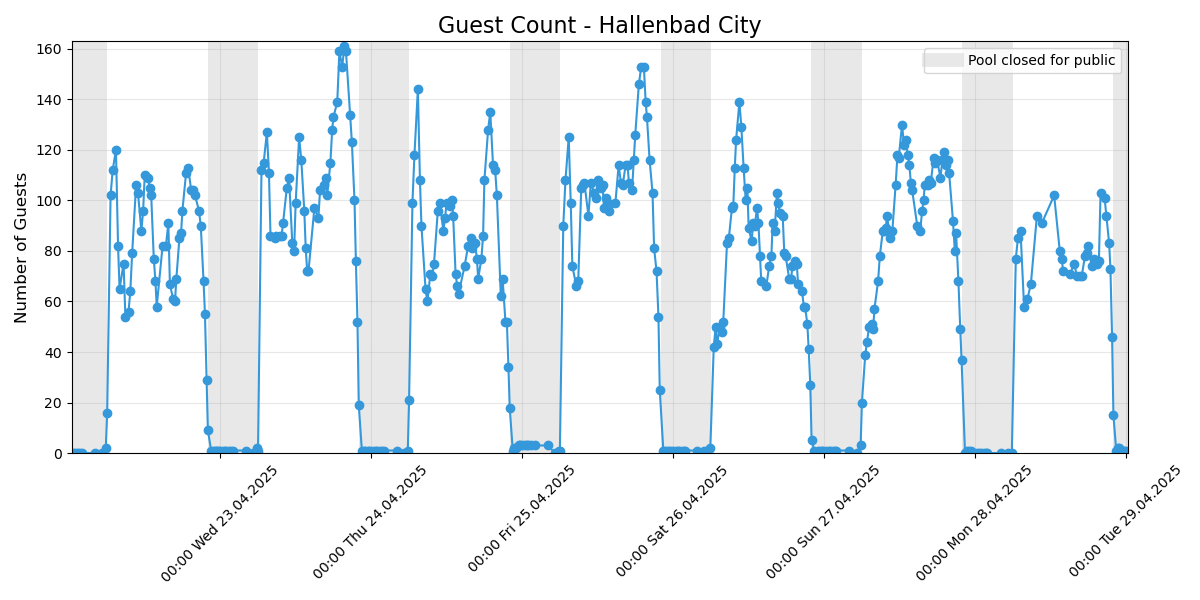 Guest Count - Hallenbad City
Pool closed for public
Number of Guests
160
140
120
100
80
60
40
20
0
00:00 Wed 23.04.2025
00:00 Thu 24.04.2025
00:00 Fri 25.04.2025
00:00 Sat 26.04.2025
00:00 Sun 27.04.2025
00:00 Mon 28.04.2025
00:00 Tue 29.04.2025